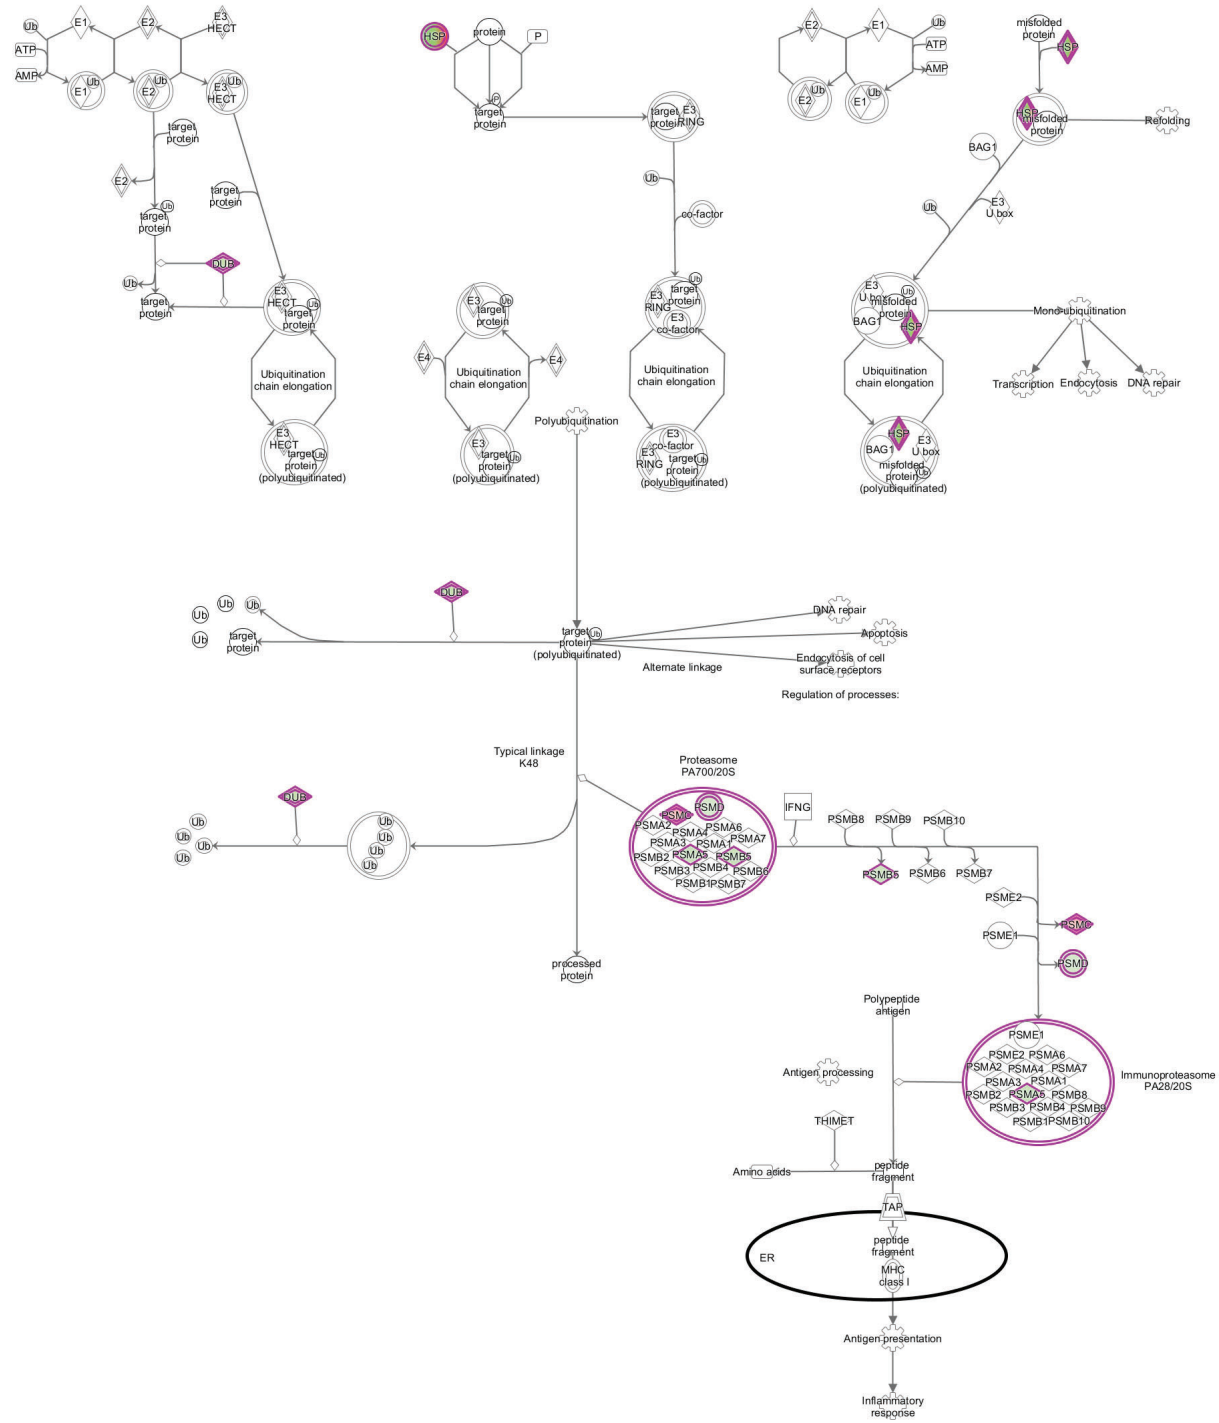 Ub
E1
E2
E3
HECT
ATP
AMP
E1
Ub
E2
Ub
E3
HECT
Ub
target
protein
E2
target
protein
target
protein
Ub
DUB
Ub
target
protein
E3
HECT
Ub
target
protein
Ubiquitination
chain elongation
E3
HECT
target
protein
Ub
(polyubiquitinated)
HSP
protein
P
P
target
protein
target
protein
E3
RING
Ub
co-factor
E3
Ub
target
protein
E4
E4
Ubiquitination
chain elongation
E3
target
protein
Ub
(polyubiquitinated)
Ub
E3
RING
target
protein
E3
co-factor
Ubiquitination
chain elongation
E3
co-factor
E3
RING
target
protein
Ub
(polyubiquitinated)
E2
E1
Ub
ATP
AMP
E2
Ub
E1
Ub
misfolded
protein
HSP
HSP
misfolded
protein
Refolding
BAG1
E3
U box
Ub
E3
U box
Ub
misfolded
protein
BAG1
HSP
Mono-ubiquitination
Transcription
Endocytosis
DNA repair
Ubiquitination
chain elongation
HSP
BAG1
E3
U box
misfolded
protein
Ub
(polyubiquitinated)
Polyubiquitination
DUB
Ub
Ub
Ub
Ub
target
protein
target
protein
Ub
(polyubiquitinated)
DNA repair
Apoptosis
Endocytosis of cell
surface receptors
Alternate linkage
Regulation of processes:
Typical linkage
K48
Proteasome
PA700/20S
DUB
Ub
Ub
Ub
Ub
Ub
Ub
Ub
Ub
PSMC
PSMD
PSMA2
PSMA4
PSMA6
PSMA3
PSMA1
PSMA7
PSMB2
PSMA5
PSMB5
PSMB3
PSMB4
PSMB6
PSMB1
PSMB7
IFNG
PSMB8
PSMB9
PSMB10
PSMB5
PSMB6
PSMB7
PSME2
PSMC
PSME1
PSMD
processed
protein
Polypeptide
antigen
Antigen processing
PSME1
PSME2
PSMA6
PSMA2
PSMA4
PSMA7
PSMA3
PSMA1
PSMB2
PSMA5
PSMB8
PSMB3
PSMB4
PSMB9
PSMB1
PSMB10
Immunoproteasome
PA28/20S
THIMET
Amino acids
peptide
fragment
TAP
peptide
fragment
ER
MHC
class I
Antigen presentation
Inflammatory
response